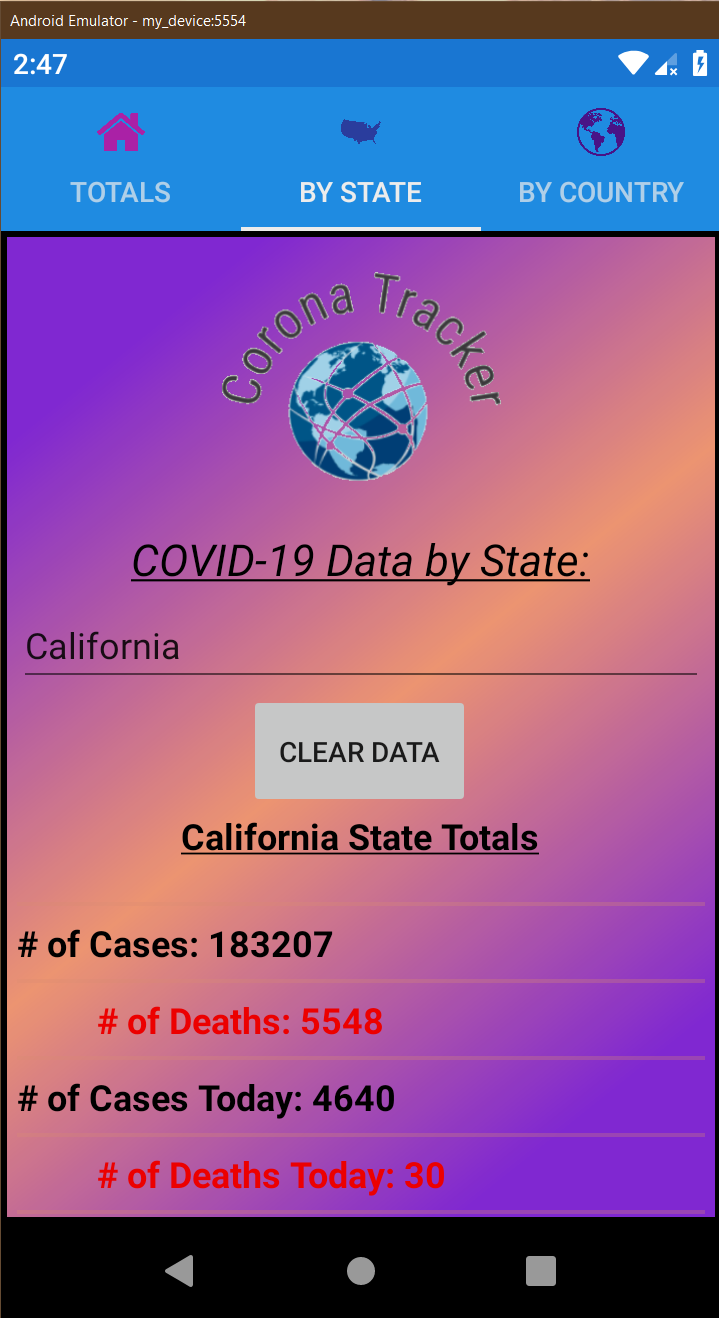 Android Emulator - my_device:5554
2:47
TOTALS
BY STATE
BY COUNTRY
Corona Tracker
COVID-19 Data by State:
California
CLEAR DATA
California State Totals
# of Cases: 183207
# of Deaths: 5548
# of Cases Today: 4640
# of Deaths Today: 30